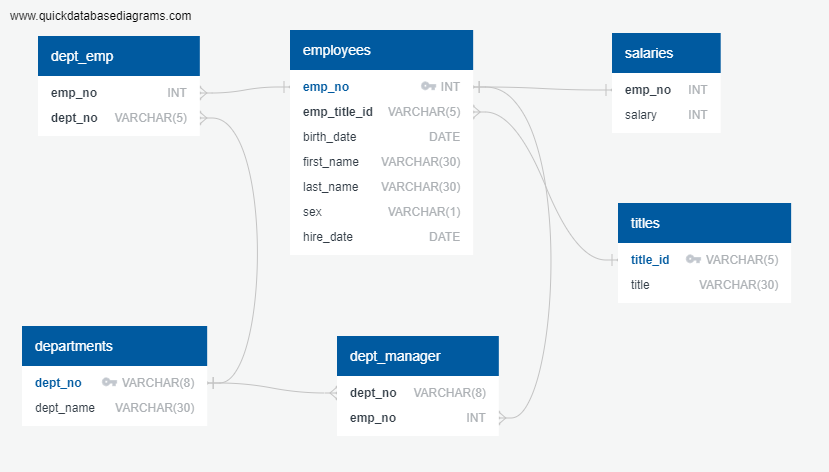 www.quickdatabasediagrams.com
dept_emp
emp_no INT
dept_no VARCHAR(5)
employees
emp_no INT
emp_title_id VARCHAR(5)
birth_date DATE
first_name VARCHAR(30)
last_name VARCHAR(30)
sex VARCHAR(1)
hire_date DATE
salaries
emp_no INT
salary INT
titles
title_id VARCHAR(5)
title VARCHAR(30)
departments
dept_no VARCHAR(8)
dept_name VARCHAR(30)
dept_manager
dept_no VARCHAR(8)
emp_no INT